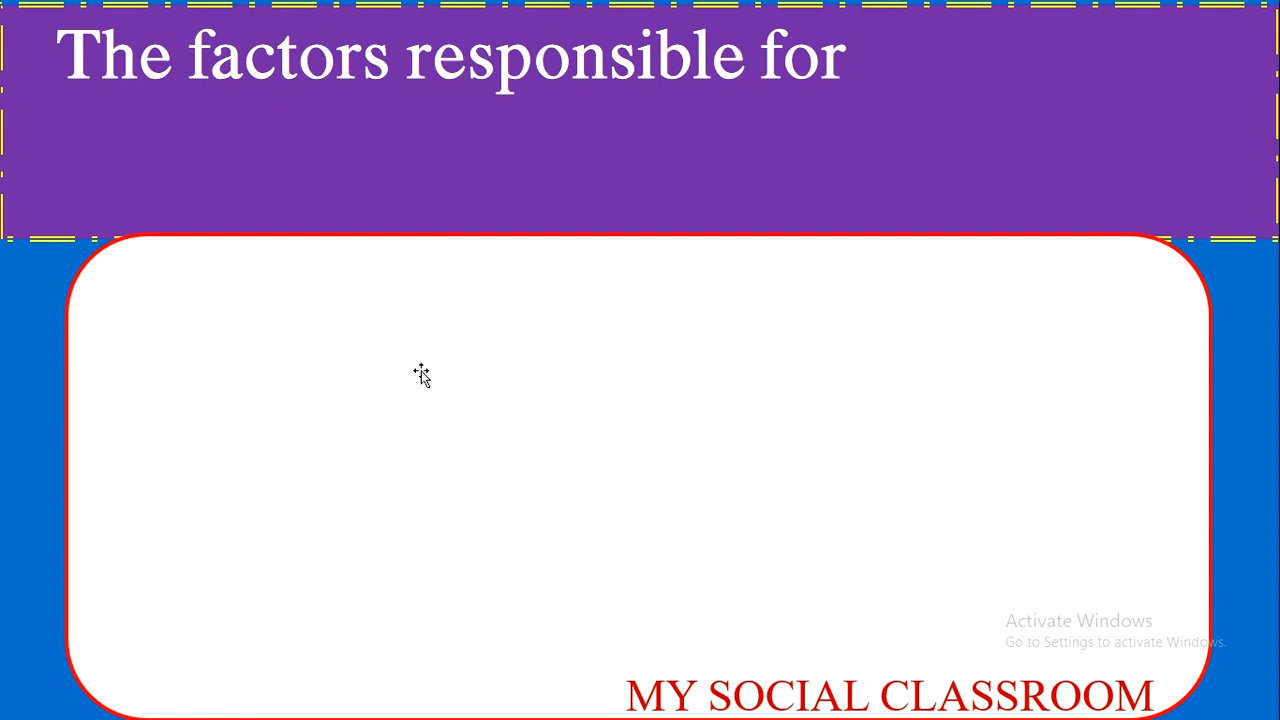 The factors responsible for
Activate Windows
Go to Settings to activate Windows.
MY SOCIAL CLASSROOM